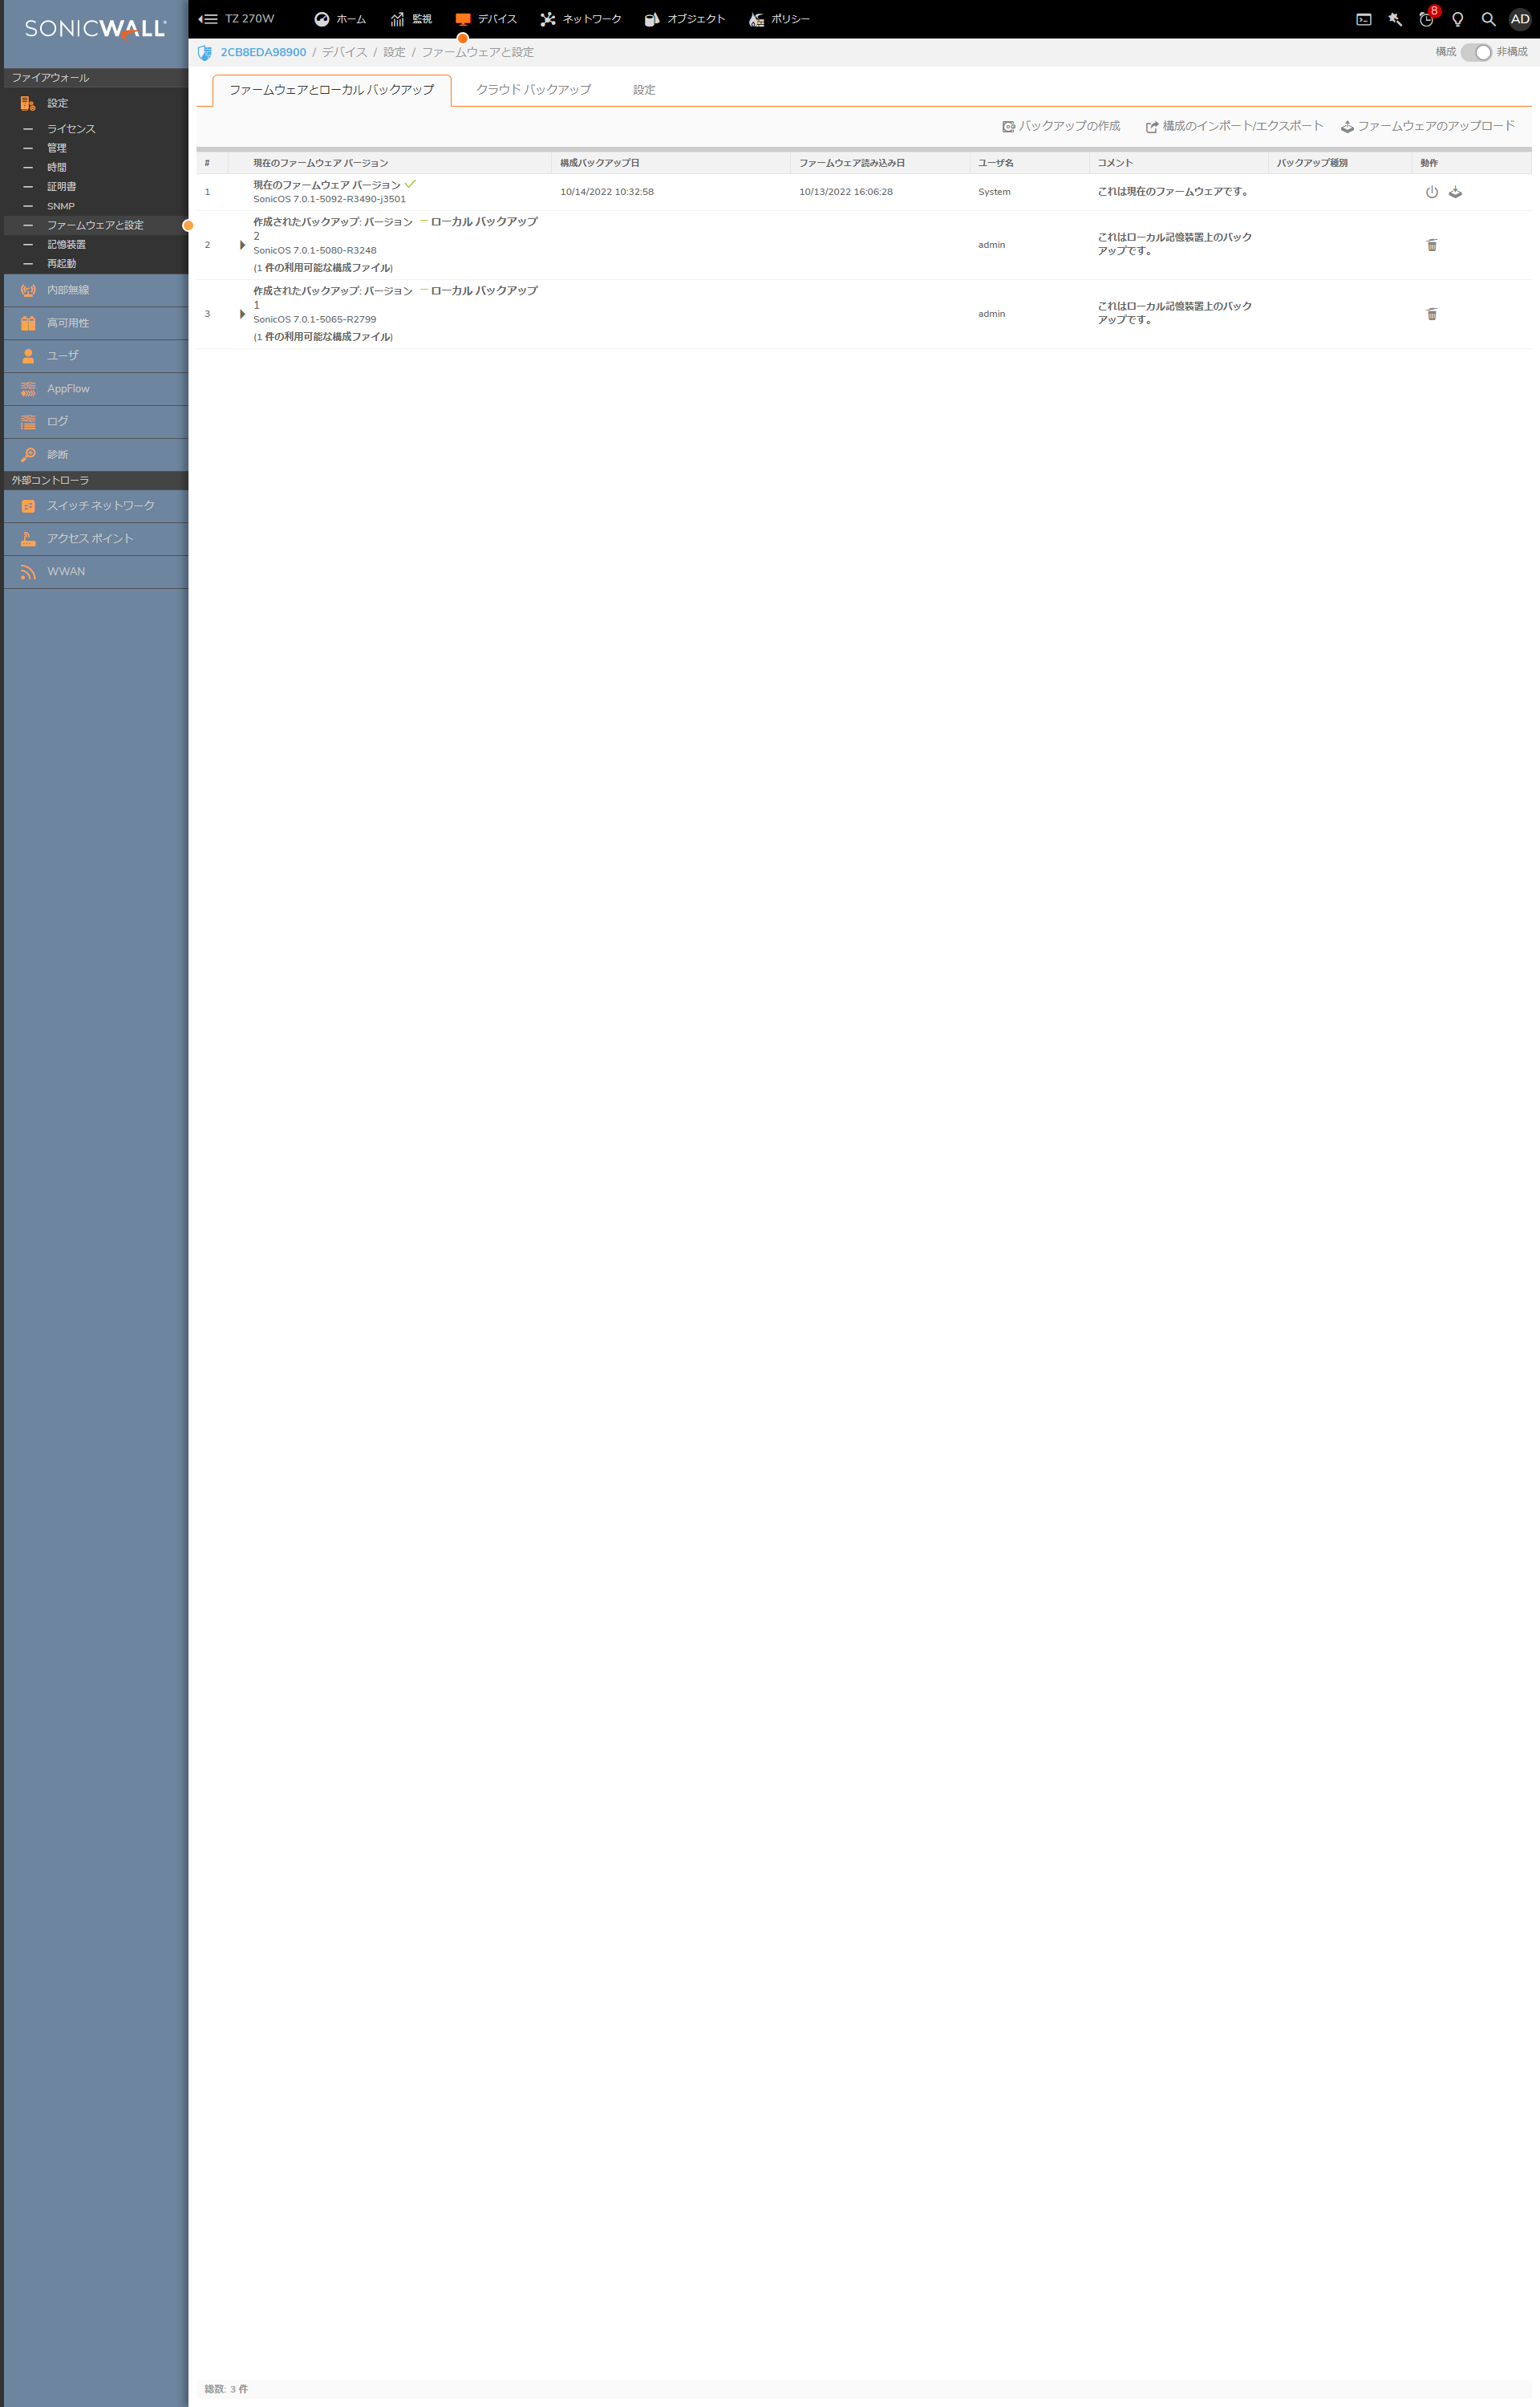 SONICWALL
TZ 270W
ホーム
監視
デバイス
ネットワーク
オブジェクト
ポリシー
8
AD
2CB8EDA98900 / デバイス / 設定 / ファームウェアと設定
構成
非構成
ファイアウォール
設定
ライセンス
管理
時間
証明書
SNMP
ファームウェアと設定
記憶装置
再起動
内部無線
高可用性
ユーザ
AppFlow
ログ
診断
外部コントローラ
スイッチ ネットワーク
アクセス ポイント
WWAN
ファームウェアとローカル バックアップ
クラウド バックアップ
設定
バックアップの作成
構成のインポート/エクスポート
ファームウェアのアップロード
# 現在のファームウェア バージョン 構成バックアップ日 ファームウェア読み込み日 ユーザ名 コメント バックアップ種別 動作
1 現在のファームウェア バージョン
SonicOS 7.0.1-5092-R3490-j3501
10/14/2022 10:32:58
10/13/2022 16:06:28
System
これは現在のファームウェアです。
2 作成されたバックアップ: バージョン ー ローカル バックアップ
2
SonicOS 7.0.1-5080-R3248
(1 件の利用可能な構成ファイル)
admin
これはローカル記憶装置上のバック
アップです。
3 作成されたバックアップ: バージョン ー ローカル バックアップ
1
SonicOS 7.0.1-5065-R2799
(1 件の利用可能な構成ファイル)
admin
これはローカル記憶装置上のバック
アップです。
総数: 3 件